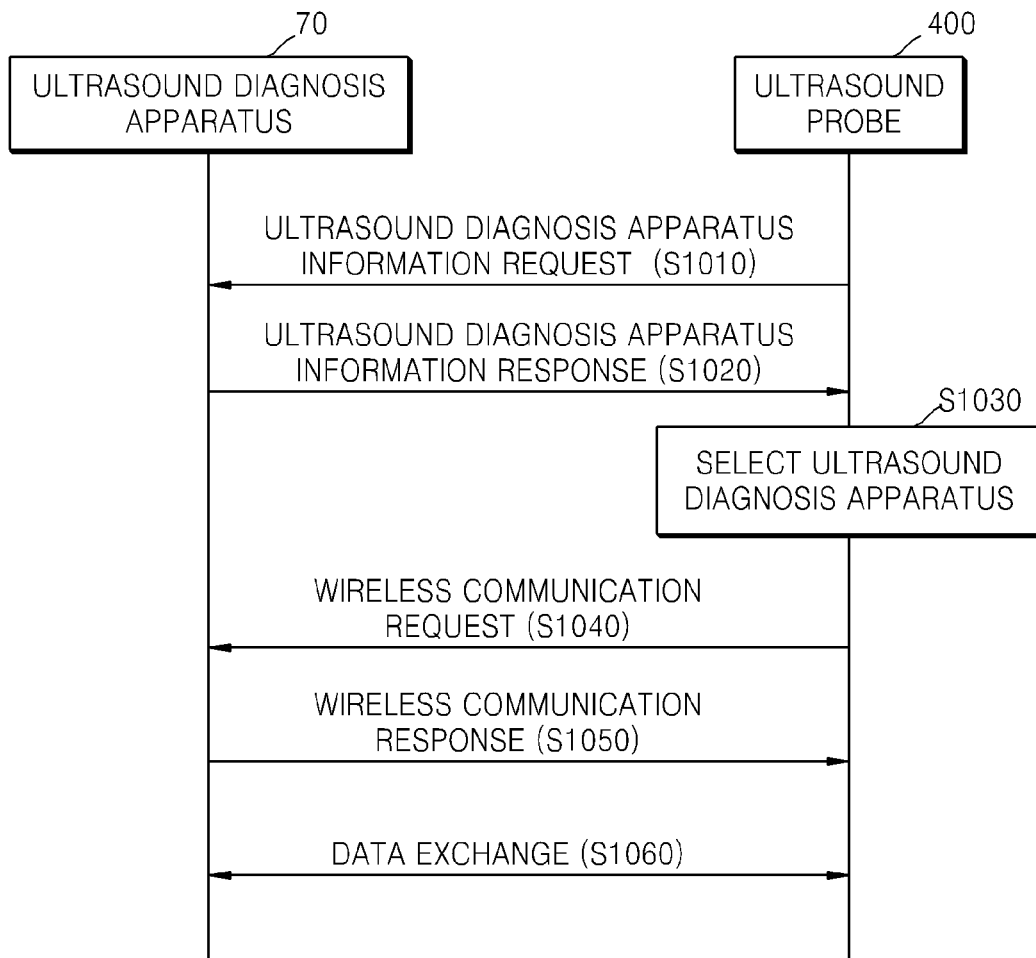 70
400
ULTRASOUND DIAGNOSIS
APPARATUS
ULTRASOUND
PROBE
ULTRASOUND DIAGNOSIS APPARATUS
INFORMATION REQUEST (S1010)
ULTRASOUND DIAGNOSIS APPARATUS
INFORMATION RESPONSE (S1020)
S1030
SELECT ULTRASOUND
DIAGNOSIS APPARATUS
WIRELESS COMMUNICATION
REQUEST (S1040)
WIRELESS COMMUNICATION
RESPONSE (S1050)
DATA EXCHANGE (S1060)